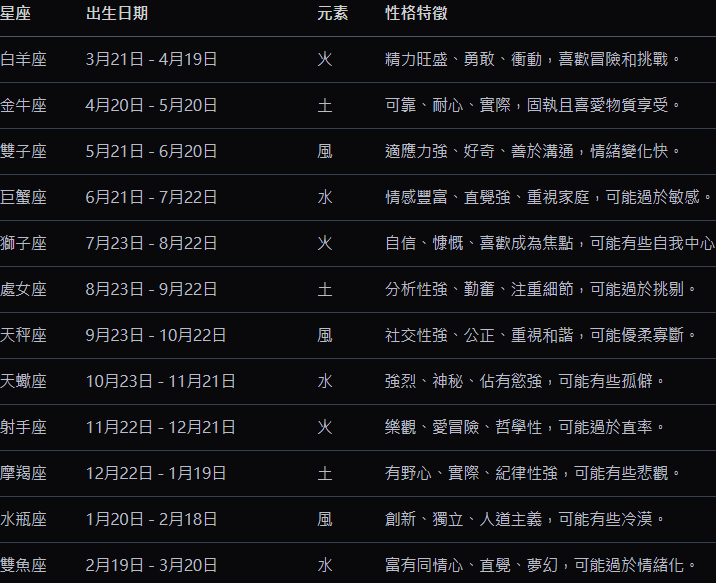 星座 出生日期 元素 性格特徵
白羊座 3月21日 - 4月19日 火 精力旺盛、勇敢、衝動，喜歡冒險和挑戰。
金牛座 4月20日 - 5月20日 土 可靠、耐心、實際，固執且喜愛物質享受。
雙子座 5月21日 - 6月20日 風 適應力強、好奇、善於溝通，情緒變化快。
巨蟹座 6月21日 - 7月22日 水 情感豐富、直覺強、重視家庭，可能過於敏感。
獅子座 7月23日 - 8月22日 火 自信、慷慨、喜歡成為焦點，可能有些自我中心
處女座 8月23日 - 9月22日 土 分析性強、勤奮、注重細節，可能過於挑剔。
天秤座 9月23日 - 10月22日 風 社交性強、公正、重視和諧，可能優柔寡斷。
天蠍座 10月23日 - 11月21日 水 強烈、神秘、佔有慾強，可能有些孤僻。
射手座 11月22日 - 12月21日 火 樂觀、愛冒險、哲學性，可能過於直率。
摩羯座 12月22日 - 1月19日 土 有野心、實際、紀律性強，可能有些悲觀。
水瓶座 1月20日 - 2月18日 風 創新、獨立、人道主義，可能有些冷漠。
雙魚座 2月19日 - 3月20日 水 富有同情心、直覺、夢幻，可能過於情緒化。